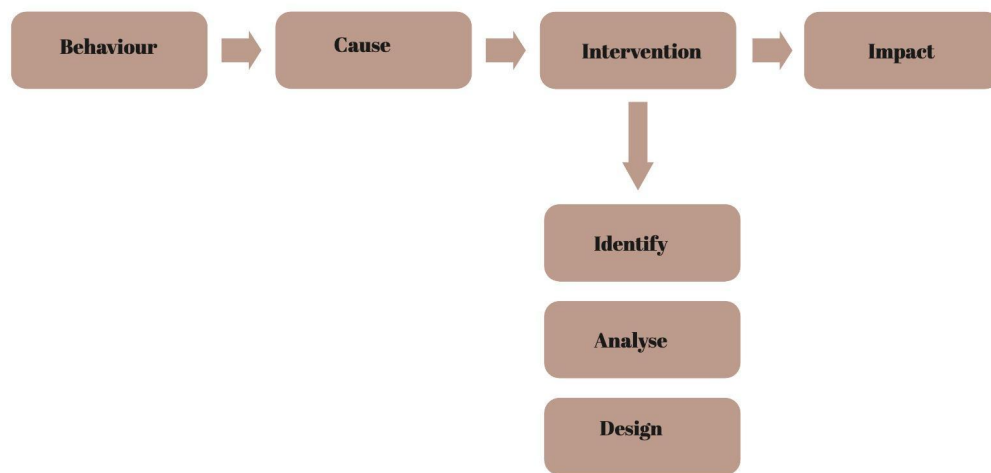 Behaviour
Cause
Intervention
Impact
Identify
Analyse
Design